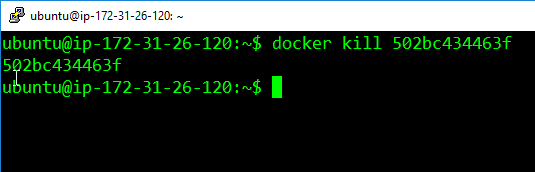 ubuntu@ip-172-31-26-120: ~
ubuntu@ip-172-31-26-120:~$ docker kill 502bc434463f
502bc434463f
ubuntu@ip-172-31-26-120:~$